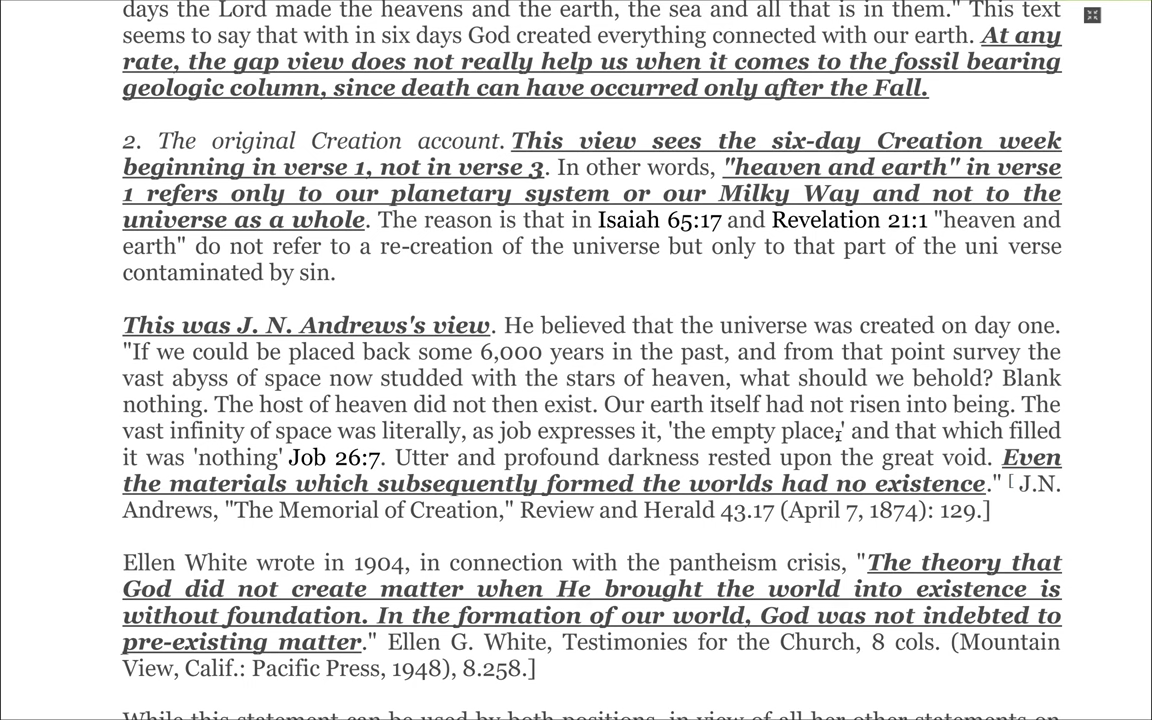 days the Lord made the heavens and the earth, the sea and all that is in them." This text
seems to say that with in six days God created everything connected with our earth. At any
rate, the gap view does not really help us when it comes to the fossil bearing
geologic column, since death can have occurred only after the Fall.
2. The original Creation account. This view sees the six-day Creation week
beginning in verse 1, not in verse 3. In other words, "heaven and earth" in verse
1 refers only to our planetary system or our Milky Way and not to the
universe as a whole. The reason is that in Isaiah 65:17 and Revelation 21:1 "heaven and
earth" do not refer to a re-creation of the universe but only to that part of the uni verse
contaminated by sin.
This was J. N. Andrews's view. He believed that the universe was created on day one.
"If we could be placed back some 6,000 years in the past, and from that point survey the
vast abyss of space now studded with the stars of heaven, what should we behold? Blank
nothing. The host of heaven did not then exist. Our earth itself had not risen into being. The
vast infinity of space was literally, as job expresses it, 'the empty place,' and that which filled
it was 'nothing' Job 26:7. Utter and profound darkness rested upon the great void. Even
the materials which subsequently formed the worlds had no existence." [ J.N.
Andrews, "The Memorial of Creation," Review and Herald 43.17 (April 7, 1874): 129.]
Ellen White wrote in 1904, in connection with the pantheism crisis, "The theory that
God did not create matter when He brought the world into existence is
without foundation. In the formation of our world, God was not indebted to
pre-existing matter." Ellen G. White, Testimonies for the Church, 8 cols. (Mountain
View, Calif.: Pacific Press, 1948), 8.258.]
While this statement can be used by both positions, in view of all her other statements on